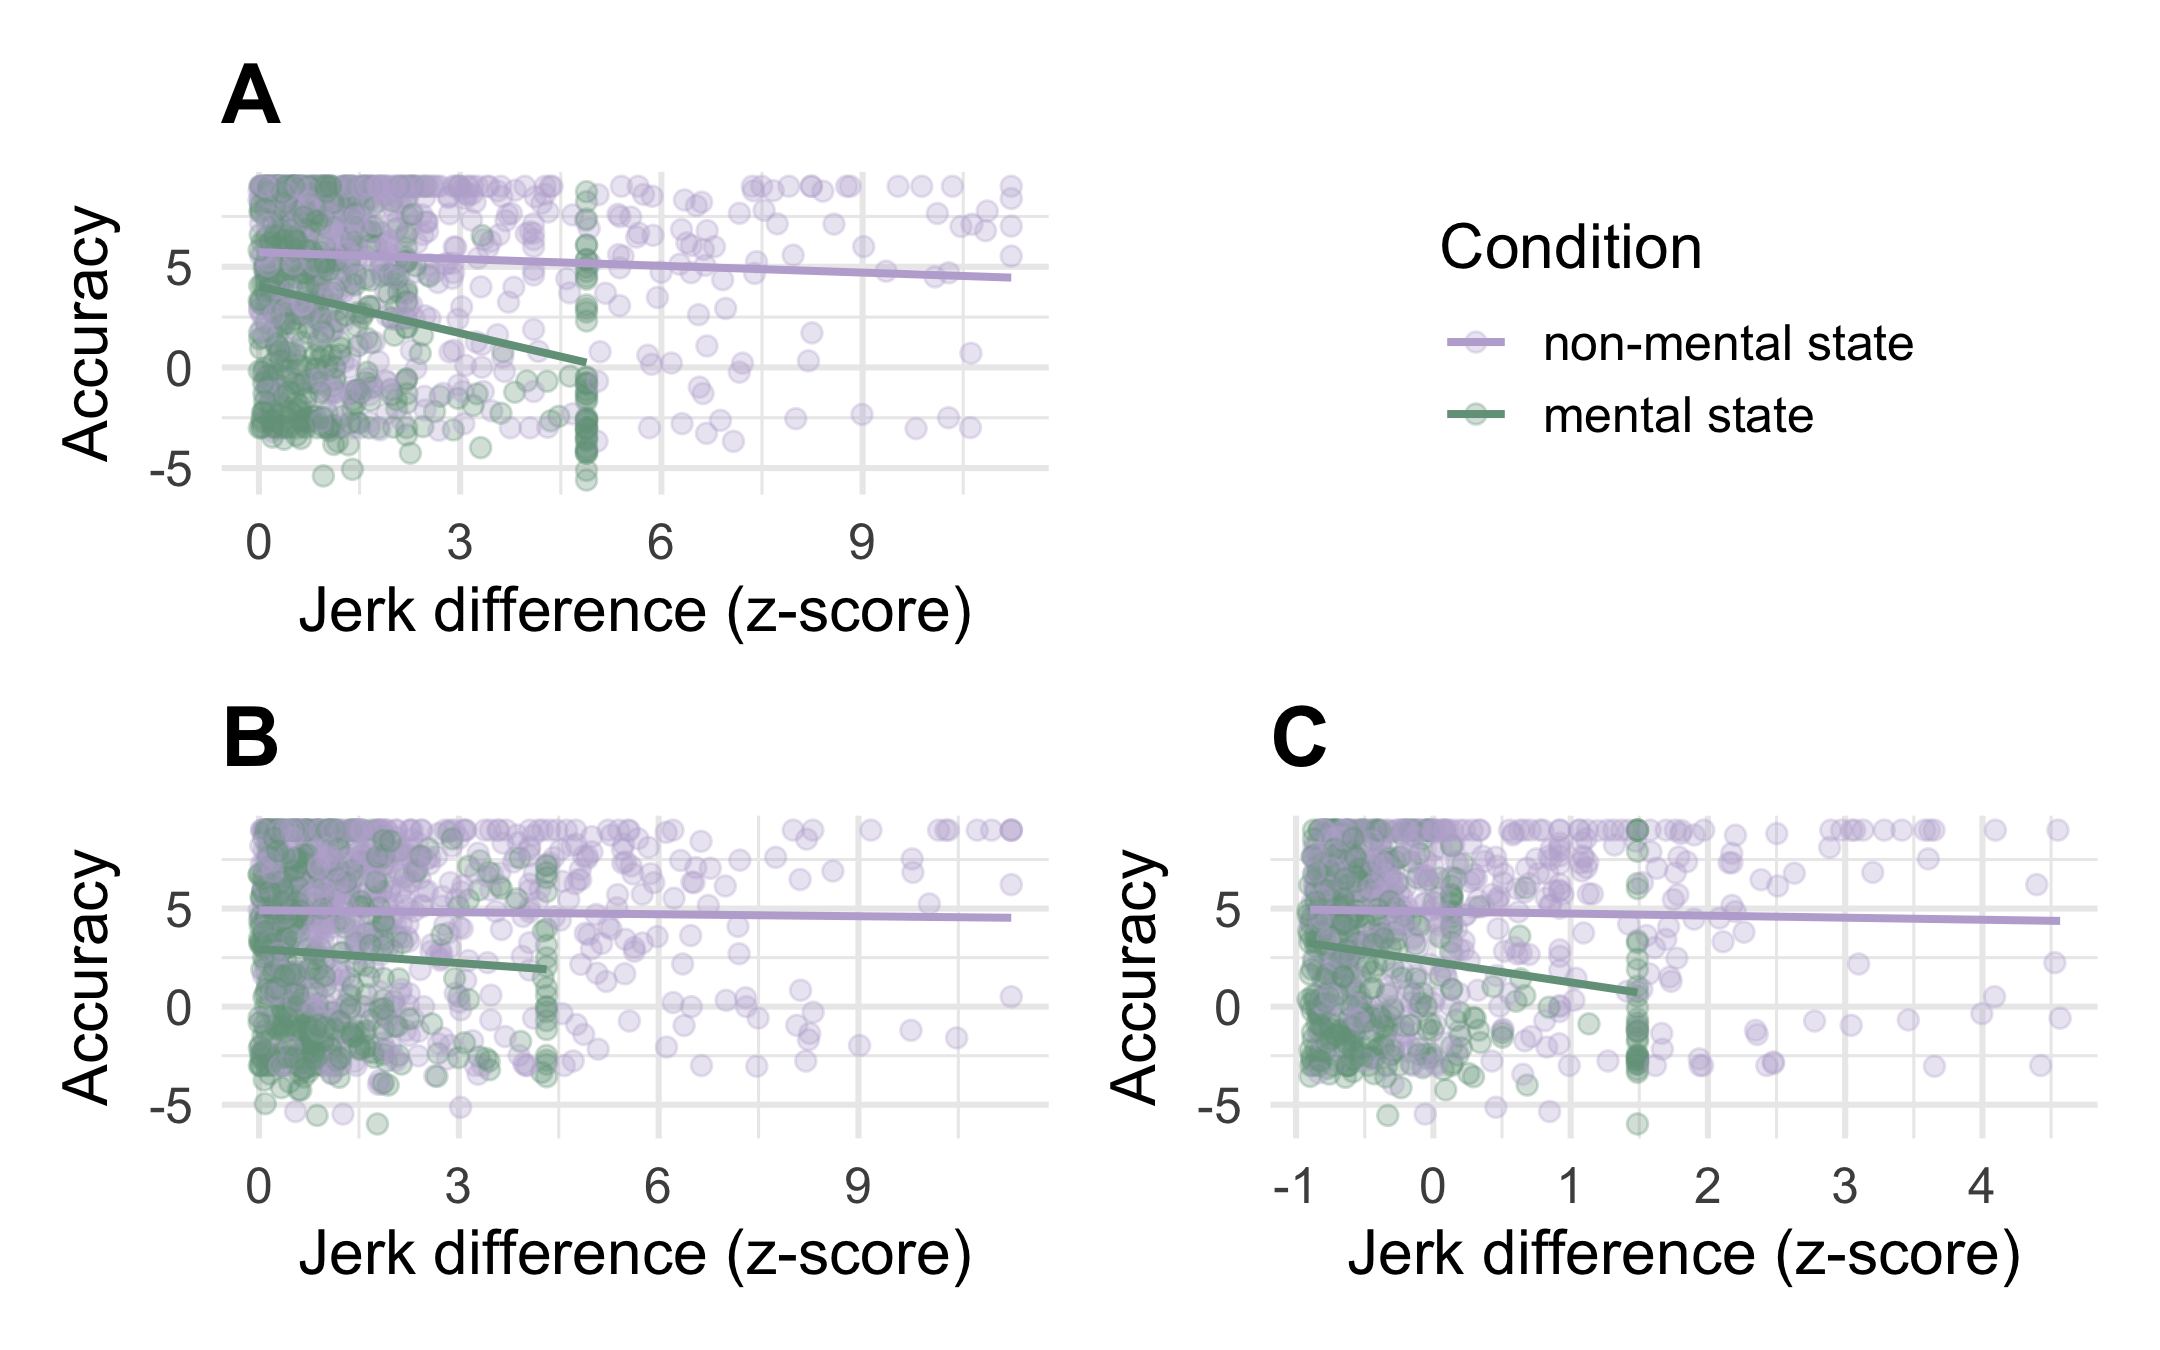 A
Accuracy
5
0
-5
0 3 6 9
Jerk difference (z-score)
Condition
non-mental state
mental state
B
Accuracy
5
0
-5
0 3 6 9
Jerk difference (z-score)
C
Accuracy
5
0
-5
-1 0 1 2 3 4
Jerk difference (z-score)